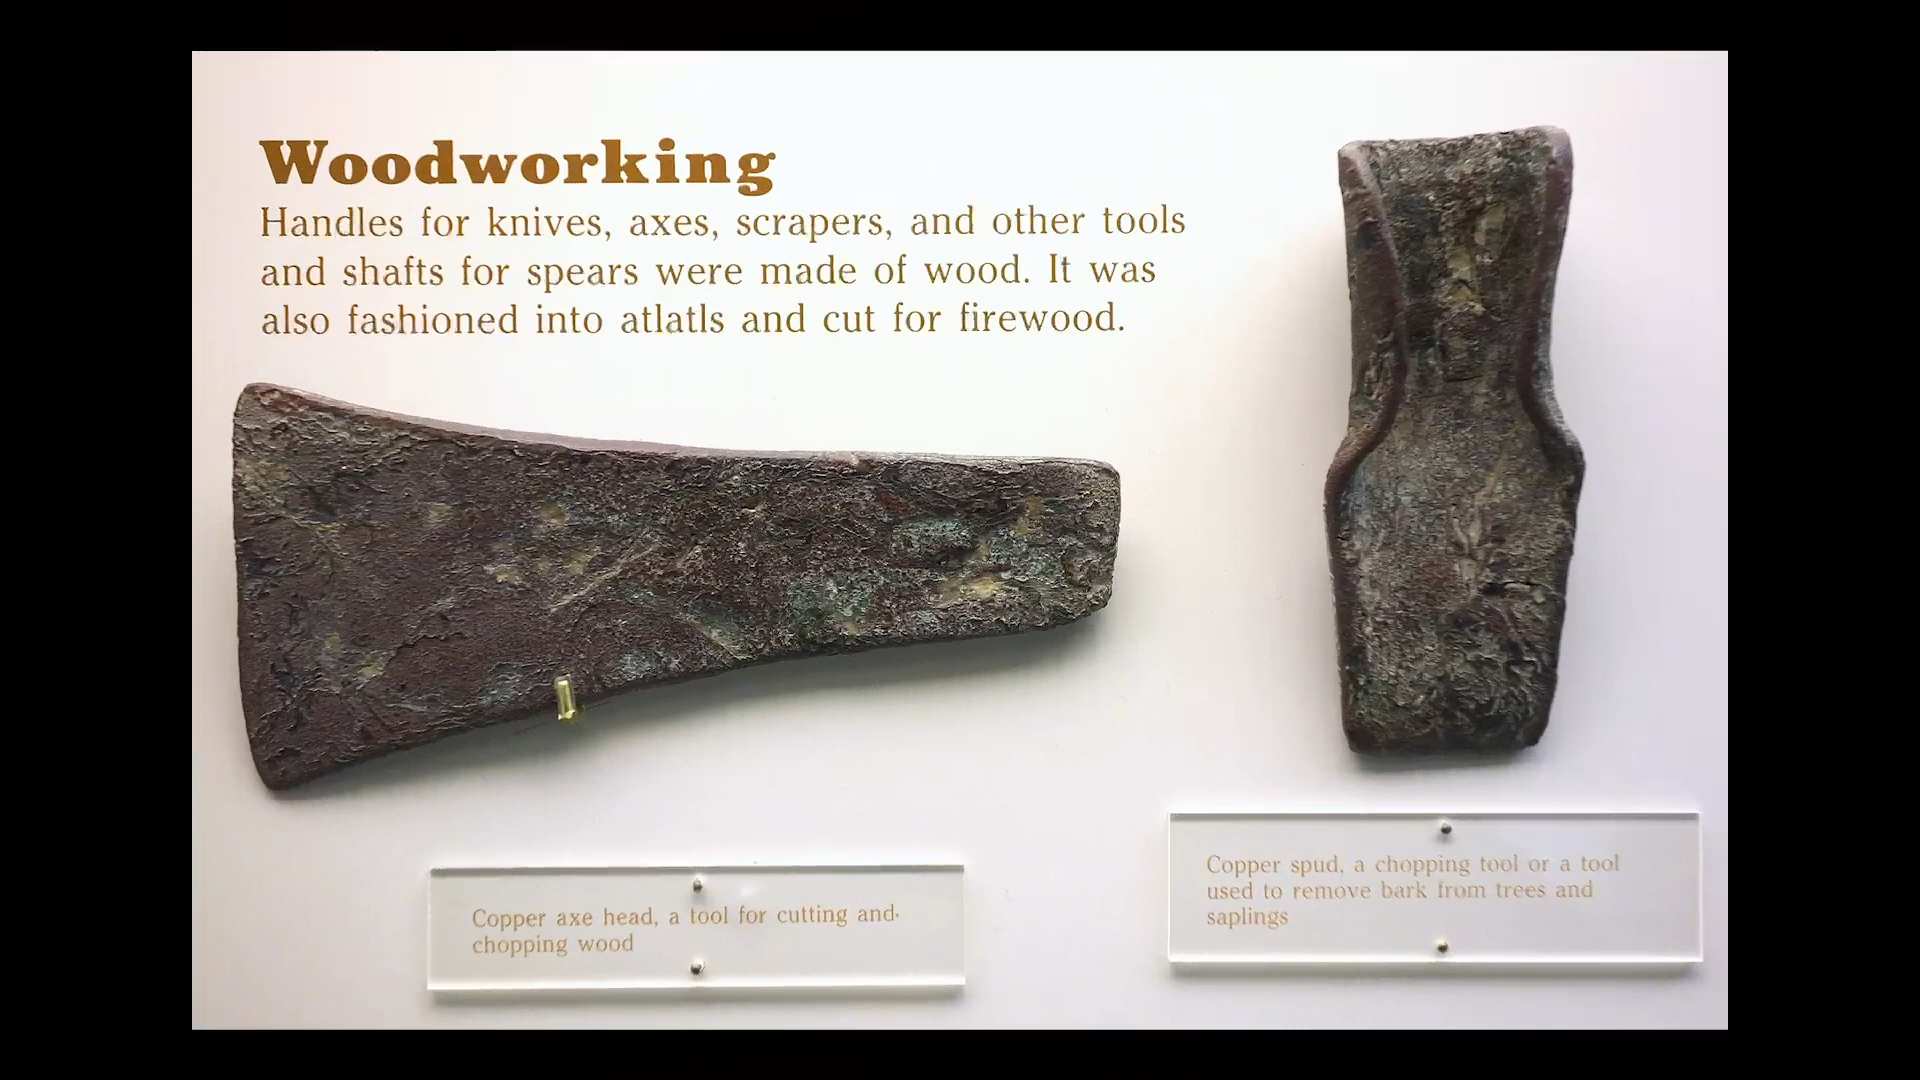 Woodworking
Handles for knives, axes, scrapers, and other tools
and shafts for spears were made of wood. It was
also fashioned into atlatls and cut for firewood.
Copper axe head, a tool for cutting and
chopping wood
Copper spud, a chopping tool or a tool
used to remove bark from trees and
saplings